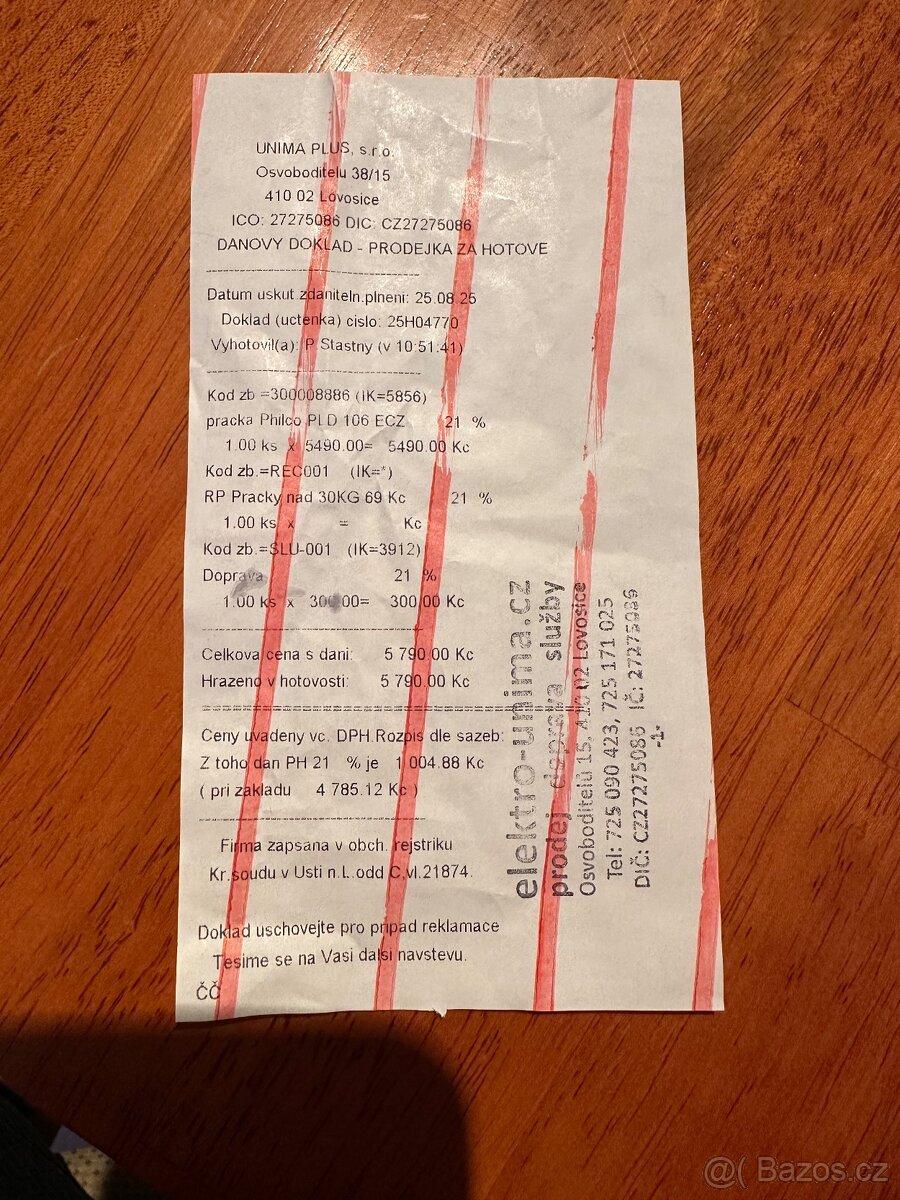 UNIMA PLUS, s.r.o.
Osvoboditelu 38/15
410 02 Lovosice
ICO: 27275086 DIC: CZ27275086
DANOVY DOKLAD - PRODEJKA ZA HOTOVE
Datum uskut.zdaniteln.plneni: 25.08.25
Doklad (uctenka) cislo: 25H04770
Vyhotovil(a): P.Stastny (v 10:51:41)
Kod zb.=300008886 (IK=5856)
pracka Philco PLD 106 ECZ 21 %
1.00 ks x 5490.00= 5490.00 Kc
Kod zb.=REC001 (IK=*)
RP Pracky nad 30KG 69 Kc 21 %
1.00 ks x = Kc
Kod zb.=SLU-001 (IK=3912)
Doprava 21 %
1.00 ks x 300.00= 300.00 Kc
Celkova cena s dani: 5 790.00 Kc
Hrazeno v hotovosti: 5 790.00 Kc
Ceny uvadeny vc. DPH.Rozpis dle sazeb:
Z toho dan PH 21 % je 1 004.88 Kc
( pri zakladu 4 785.12 Kc )
Firma zapsana v obch. rejstriku
Kr.soudu v Usti n.L.odd C,vl.21874.
Doklad uschovejte pro pripad reklamace
Tesime se na Vasi dalsi navstevu.
ČČ
elektro-unima.cz
prodej doprava služby
Osvoboditelů 15, 410 02 Lovosice
Tel: 725 090 423, 725 171 025
DIČ: CZ27275086 IČ: 27275086
-1-
@( Bazos.cz